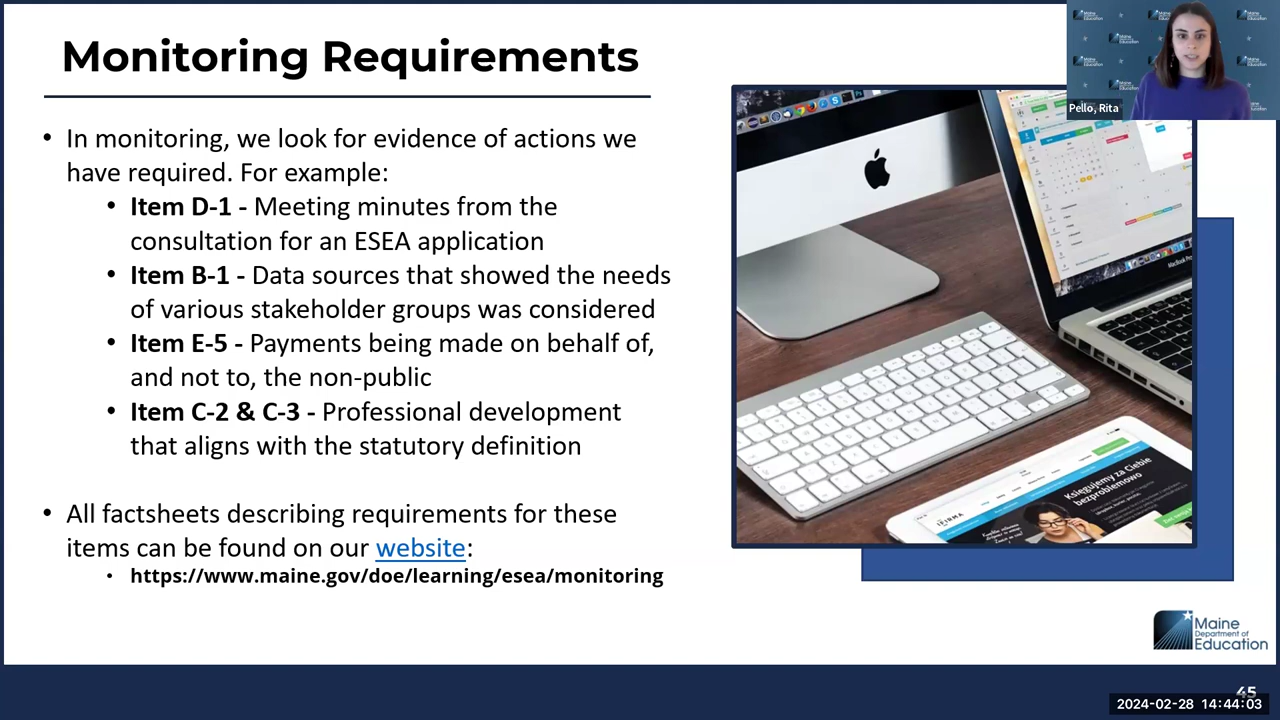 Monitoring Requirements
• In monitoring, we look for evidence of actions we
have required. For example:
• Item D-1 - Meeting minutes from the
consultation for an ESEA application
• Item B-1 - Data sources that showed the needs
of various stakeholder groups was considered
• Item E-5 - Payments being made on behalf of,
and not to, the non-public
• Item C-2 & C-3 - Professional development
that aligns with the statutory definition
• All factsheets describing requirements for these
items can be found on our website:
• https://www.maine.gov/doe/learning/esea/monitoring
Pello, Rita
MacBook Pro
IFIRMA
Księgujemy za Ciebie
bezproblemowo
Maine
Department of
Education
45
2024-02-28 14:44:03